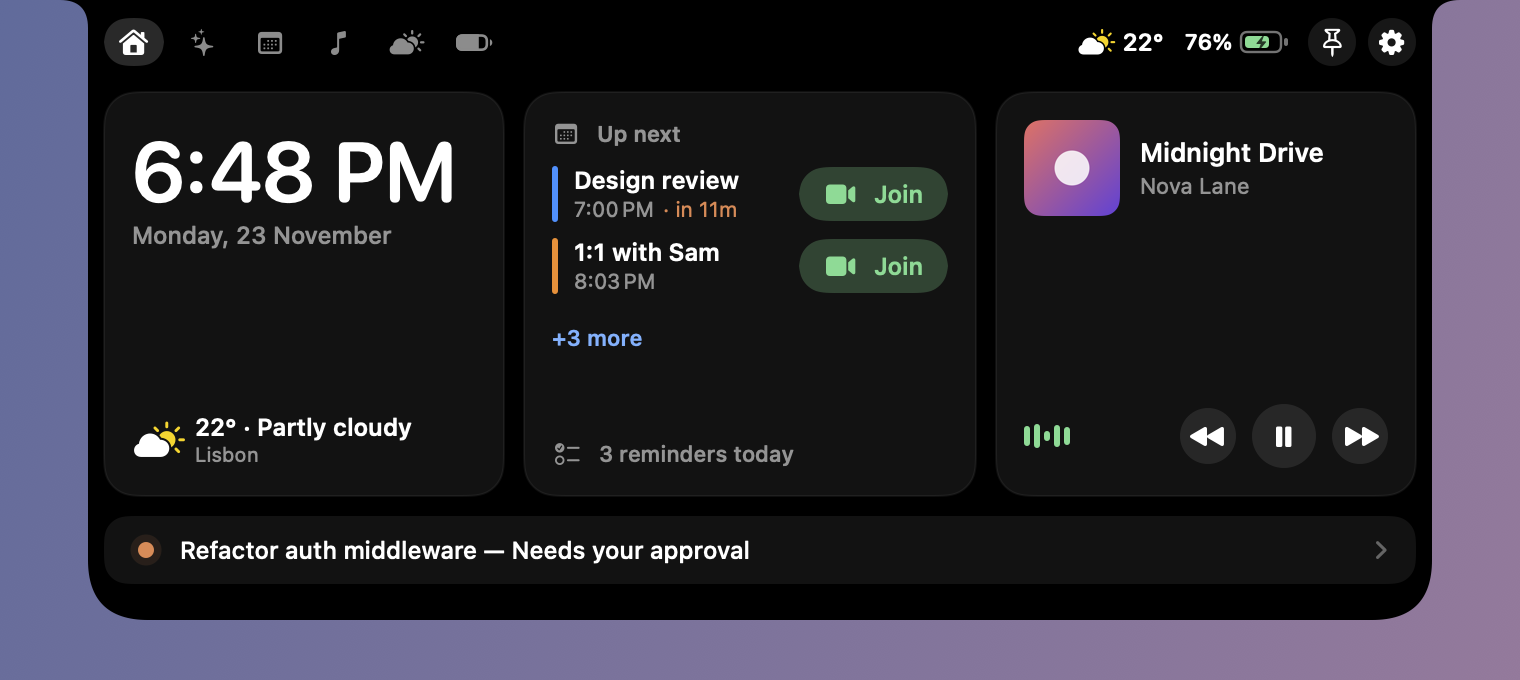 22° 76%
6:48 PM
Monday, 23 November
22° · Partly cloudy
Lisbon
Up next
Design review
7:00 PM · in 11m
Join
1:1 with Sam
8:03 PM
Join
+3 more
3 reminders today
Midnight Drive
Nova Lane
Refactor auth middleware — Needs your approval